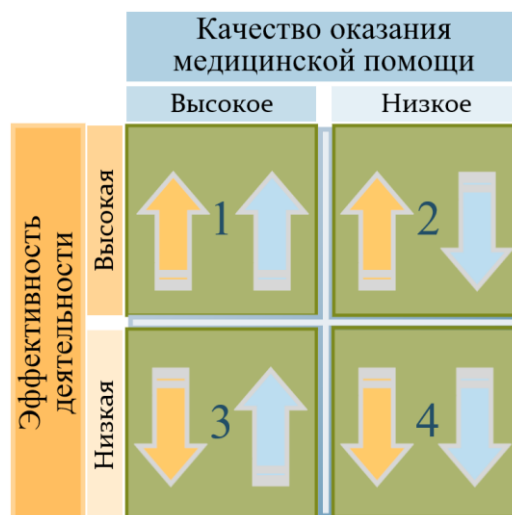 Качество оказания
медицинской помощи
Высокое
Низкое
Эффективность
деятельности
Высокая
1
2
Низкая
3
4